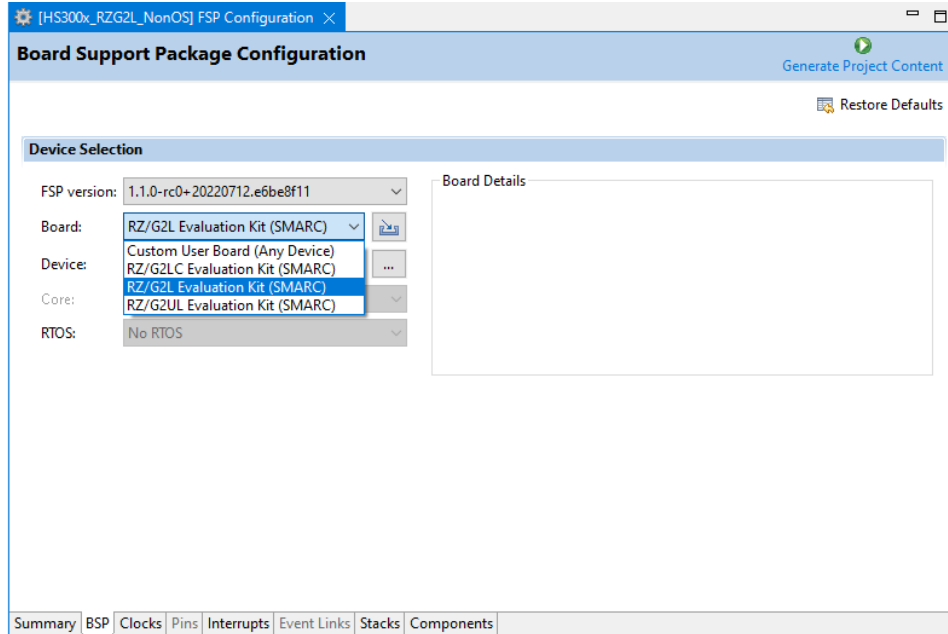 [HS300x_RZG2L_NonOS] FSP Configuration
Board Support Package Configuration
Generate Project Content
Restore Defaults
Device Selection
FSP version: 1.1.0-rc0+20220712.e6be8f11
Board Details
Board: RZ/G2L Evaluation Kit (SMARC)
Custom User Board (Any Device)
Device: RZ/G2LC Evaluation Kit (SMARC) ...
RZ/G2L Evaluation Kit (SMARC)
Core: RZ/G2UL Evaluation Kit (SMARC)
RTOS: No RTOS
Summary BSP Clocks Pins Interrupts Event Links Stacks Components